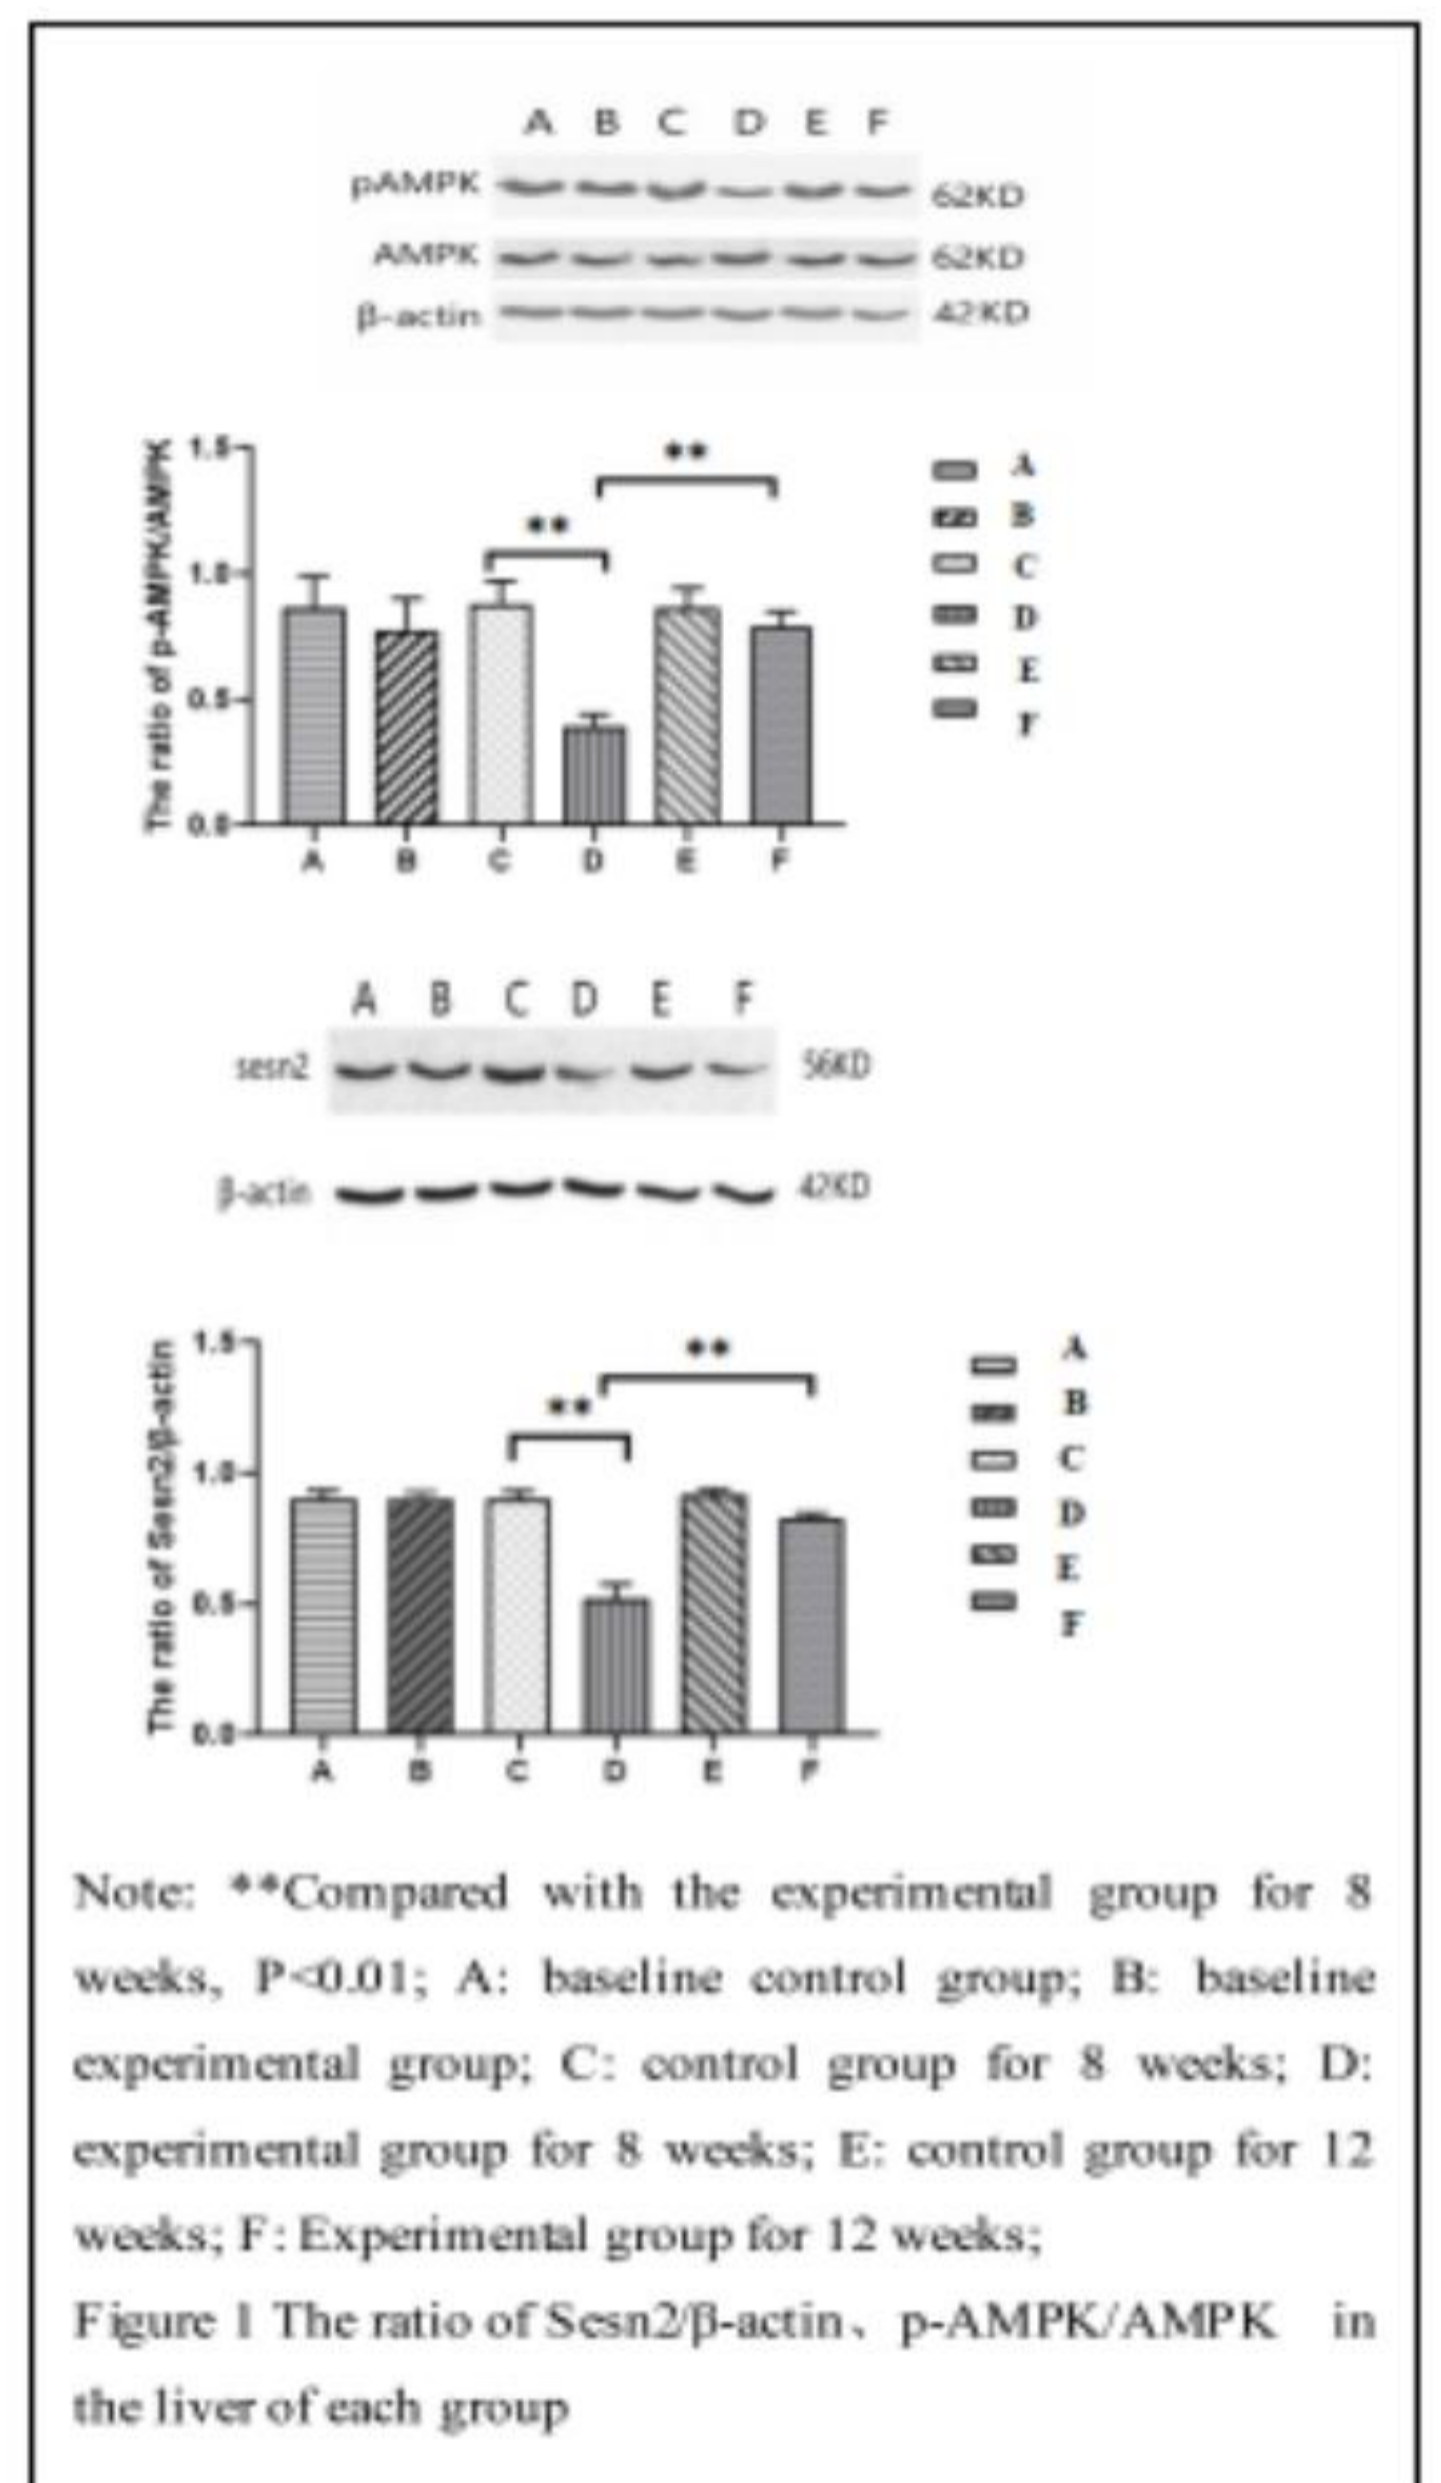 A B C D E F
pAMPK 62KD
AMPK 62KD
β-actin 42KD
The ratio of p-AMPK/AMPK
1.5
1.0
0.5
0.0
** **
A B C D E F
A
B
C
D
E
F
A B C D E F
sesn2 56KD
β-actin 42KD
The ratio of Sesn2/β-actin
1.5
1.0
0.5
0.0
** **
A B C D E F
A
B
C
D
E
F
Note: **Compared with the experimental group for 8
weeks, P<0.01; A: baseline control group; B: baseline
experimental group; C: control group for 8 weeks; D:
experimental group for 8 weeks; E: control group for 12
weeks; F: Experimental group for 12 weeks;
Figure 1 The ratio of Sesn2/β-actin、p-AMPK/AMPK in
the liver of each group